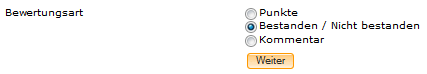 Bewertungsart
Punkte
Bestanden / Nicht bestanden
Kommentar
Weiter